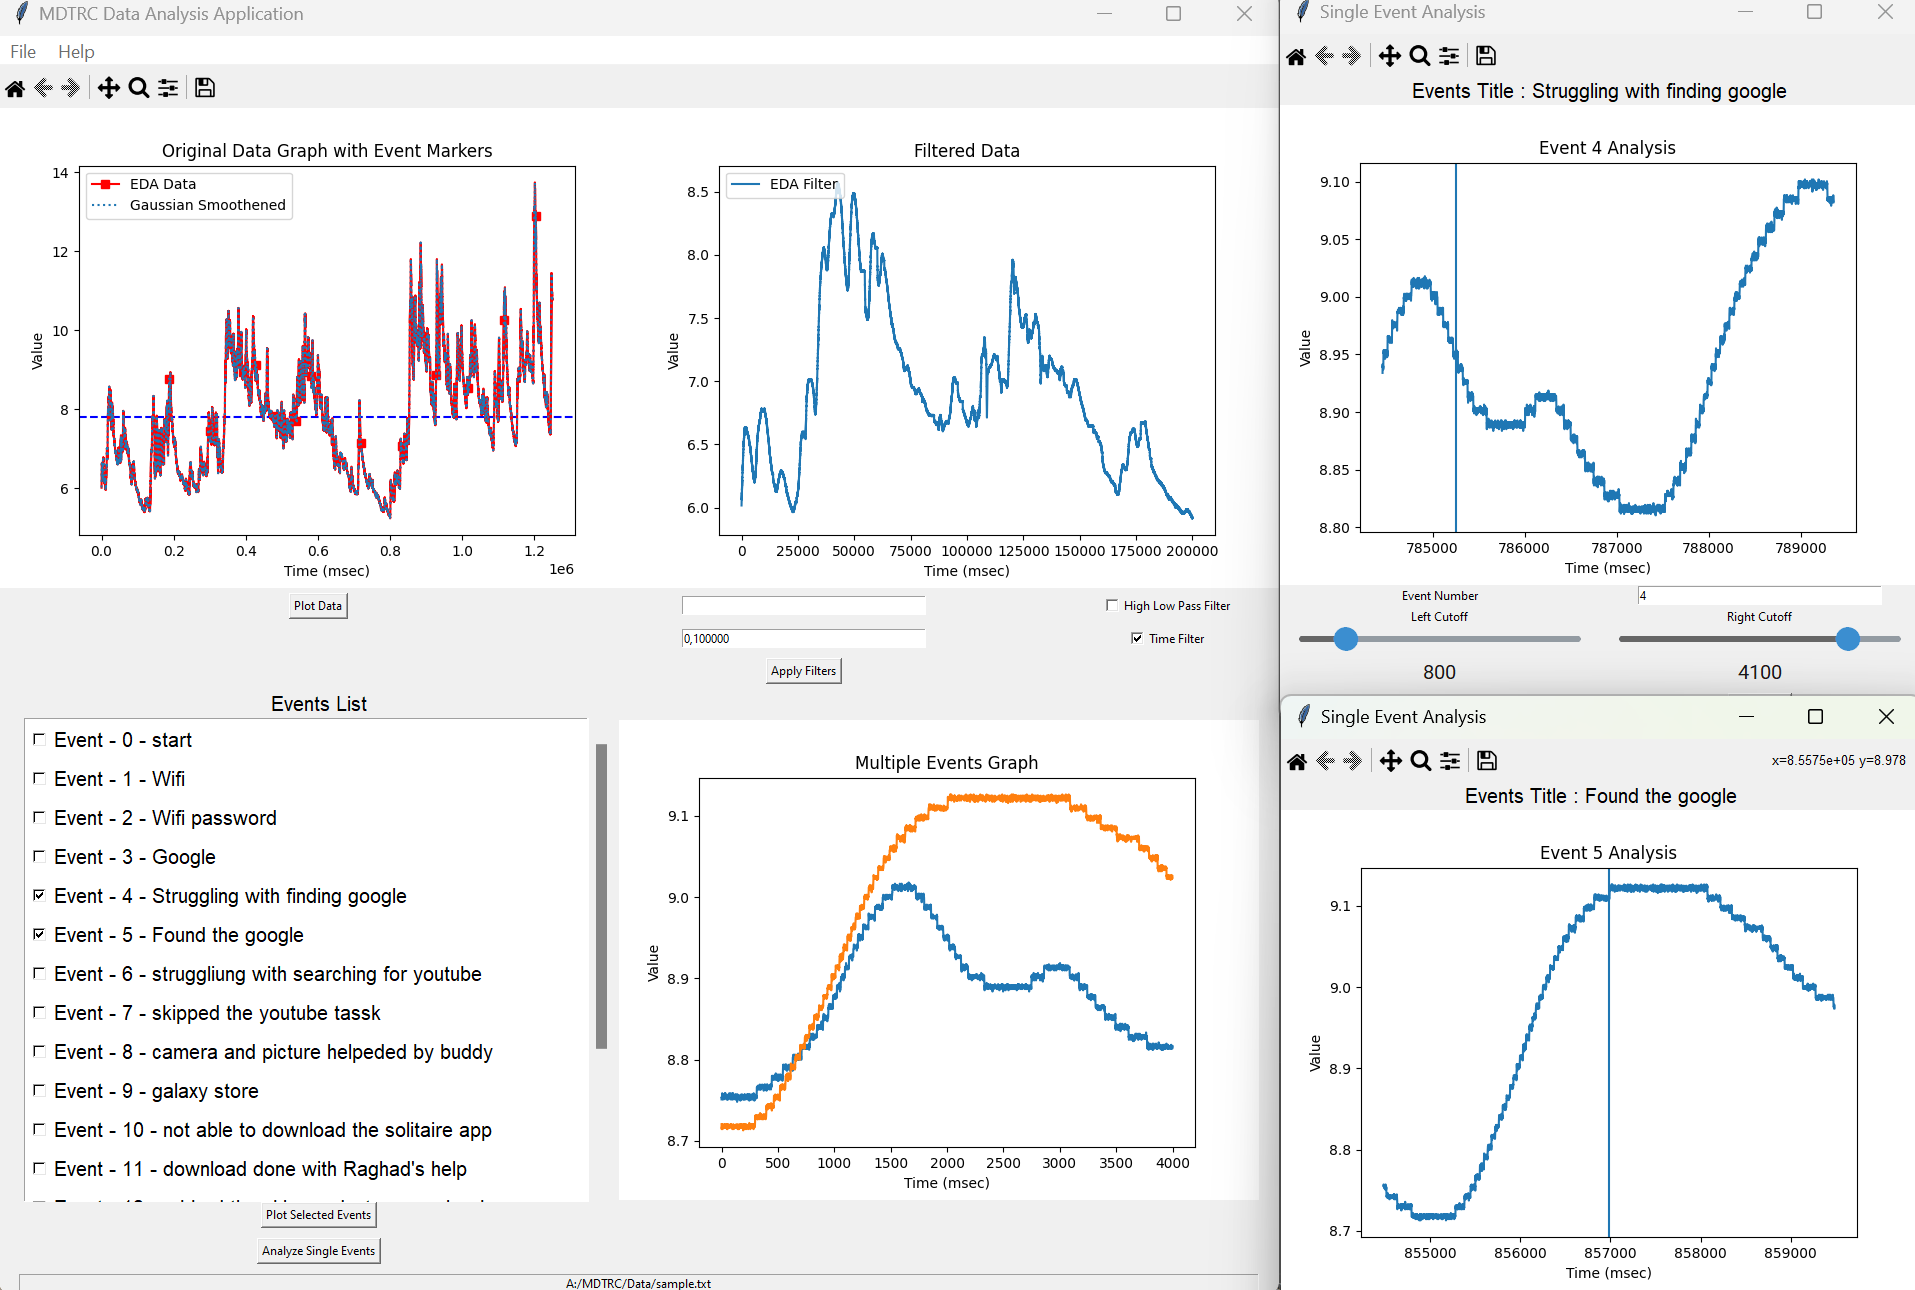 MDTRC Data Analysis Application
File Help
Original Data Graph with Event Markers
EDA Data
Gaussian Smoothened
14
12
10
8
6
Value
0.0 0.2 0.4 0.6 0.8 1.0 1.2
1e6
Time (msec)
Filtered Data
EDA Filter
8.5
8.0
7.5
7.0
6.5
6.0
Value
0 25000 50000 75000 100000 125000 150000 175000 200000
Time (msec)
Plot Data
High Low Pass Filter
0,100000
Time Filter
Apply Filters
Events List
Event - 0 - start
Event - 1 - Wifi
Event - 2 - Wifi password
Event - 3 - Google
Event - 4 - Struggling with finding google
Event - 5 - Found the google
Event - 6 - strugglіung with searching for youtube
Event - 7 - skipped the youtube tassk
Event - 8 - camera and picture helpeded by buddy
Event - 9 - galaxy store
Event - 10 - not able to download the solitaire app
Event - 11 - download done with Raghad's help
Plot Selected Events
Analyze Single Events
Multiple Events Graph
9.1
9.0
8.9
8.8
8.7
Value
0 500 1000 1500 2000 2500 3000 3500 4000
Time (msec)
A:/MDTRC/Data/sample.txt
Single Event Analysis
Events Title : Struggling with finding google
Event 4 Analysis
9.10
9.05
9.00
8.95
8.90
8.85
8.80
Value
785000 786000 787000 788000 789000
Time (msec)
Event Number 4
Left Cutoff Right Cutoff
800 4100
Single Event Analysis
x=8.5575e+05 y=8.978
Events Title : Found the google
Event 5 Analysis
9.1
9.0
8.9
8.8
8.7
Value
855000 856000 857000 858000 859000
Time (msec)